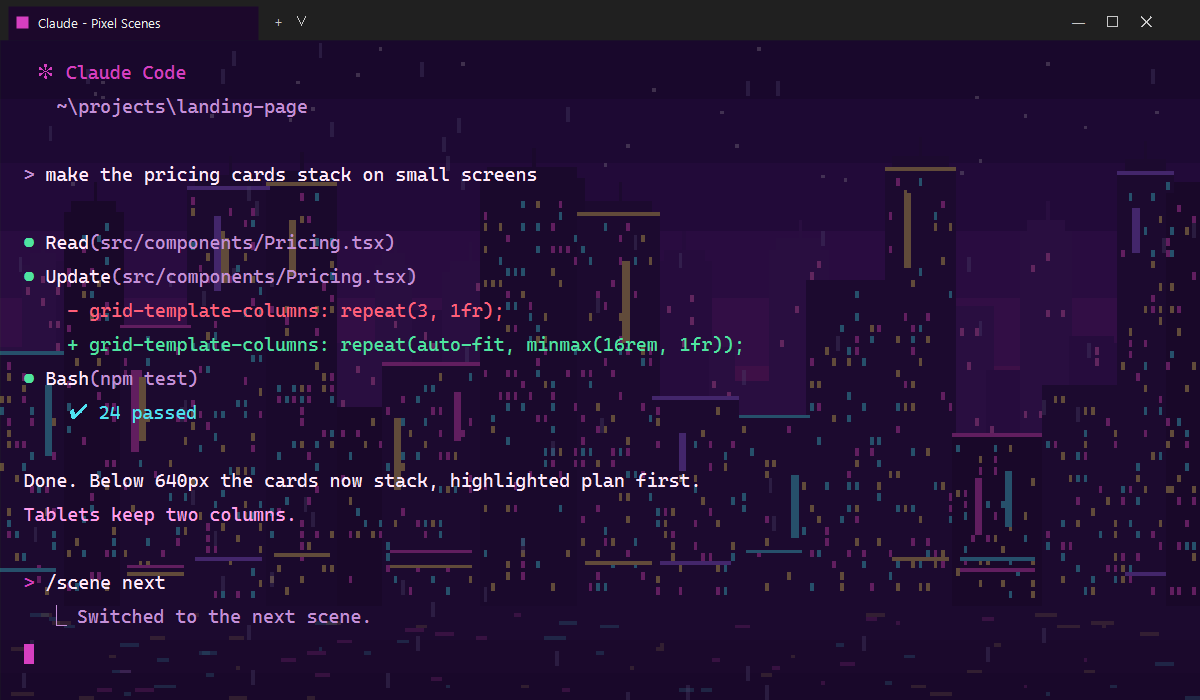 Claude - Pixel Scenes
Claude Code
~\projects\landing-page
> make the pricing cards stack on small screens
● Read(src/components/Pricing.tsx)
● Update(src/components/Pricing.tsx)
- grid-template-columns: repeat(3, 1fr);
+ grid-template-columns: repeat(auto-fit, minmax(16rem, 1fr));
● Bash(npm test)
✔ 24 passed
Done. Below 640px the cards now stack, highlighted plan first.
Tablets keep two columns.
> /scene next
⎿ Switched to the next scene.